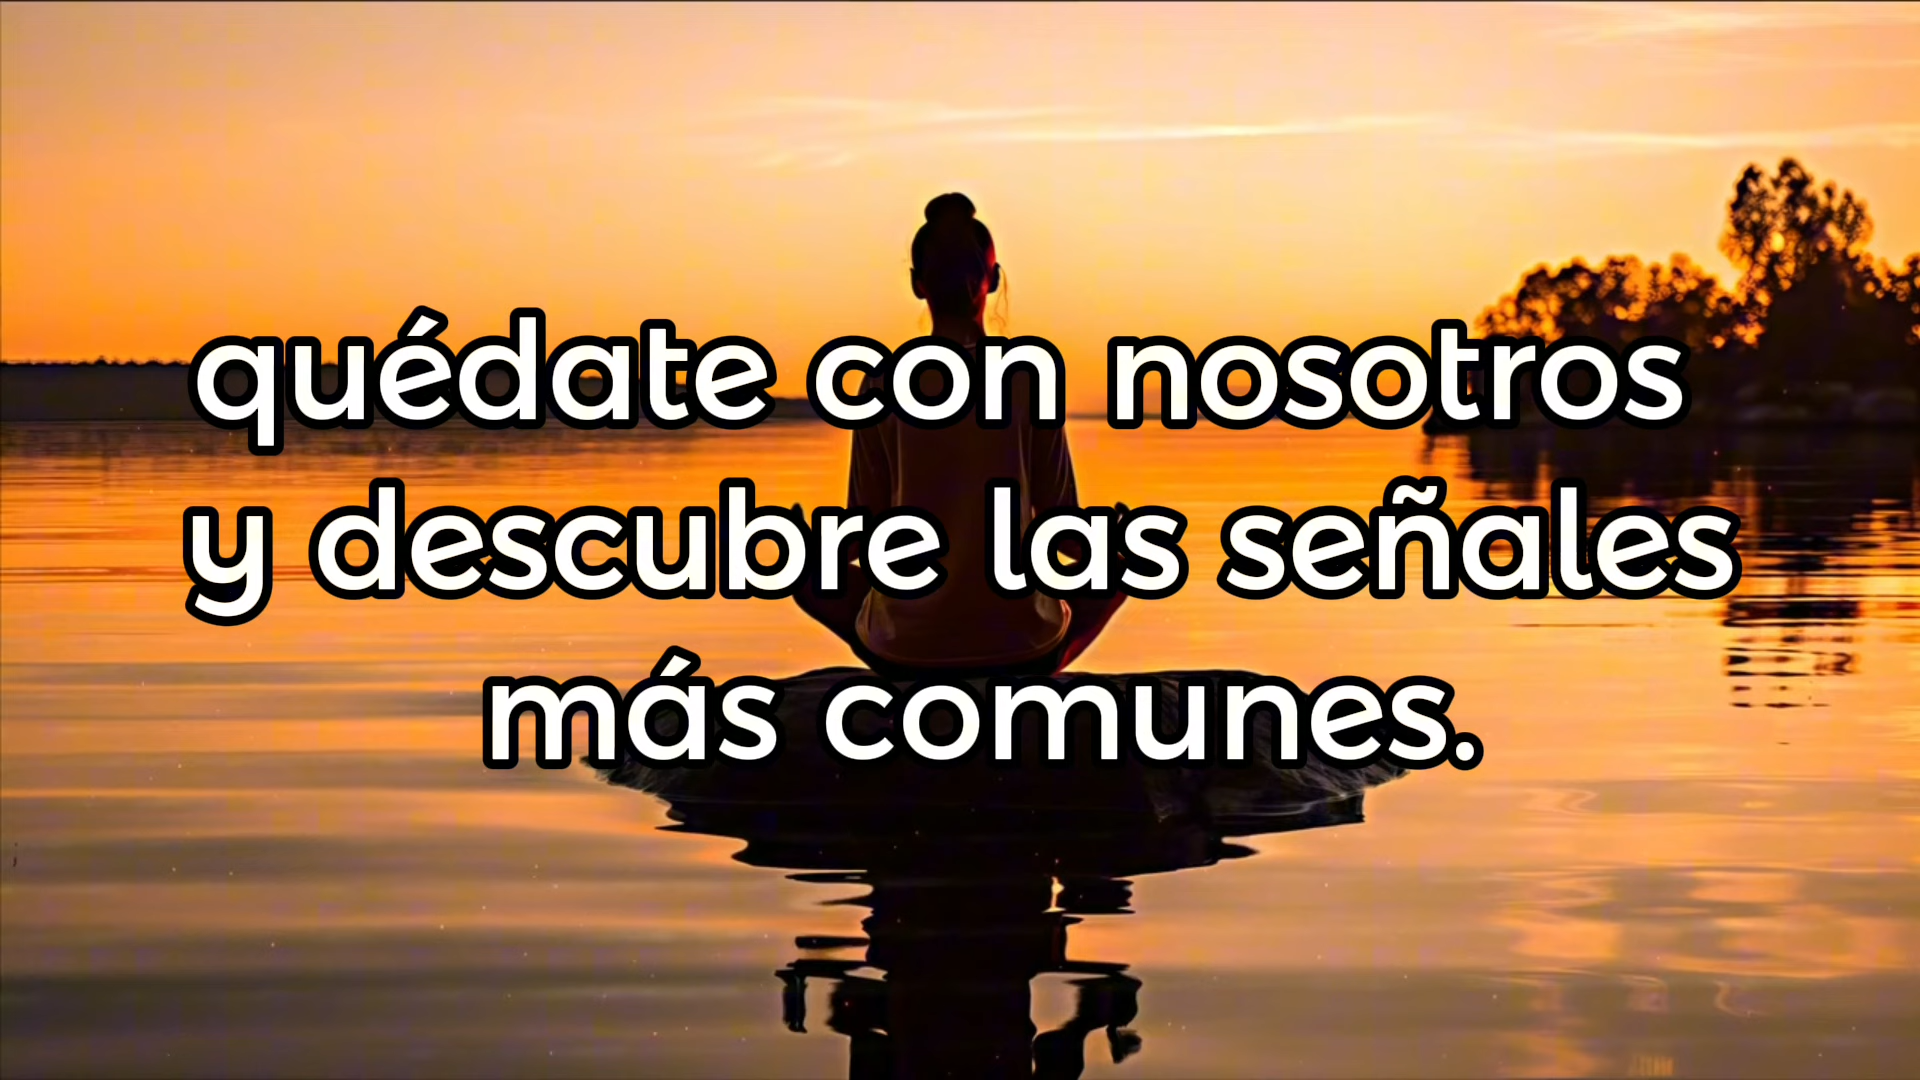 quédate con nosotros
y descubre las señales
más comunes.